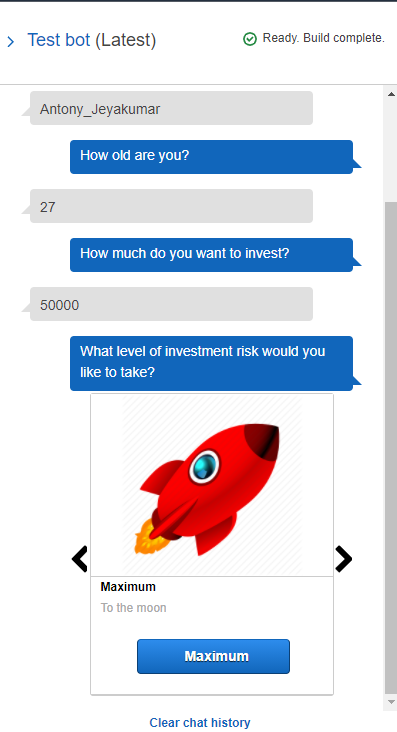 Test bot (Latest)
Ready. Build complete.
Antony_Jeyakumar
How old are you?
27
How much do you want to invest?
50000
What level of investment risk would you
like to take?
Maximum
To the moon
Maximum
Clear chat history